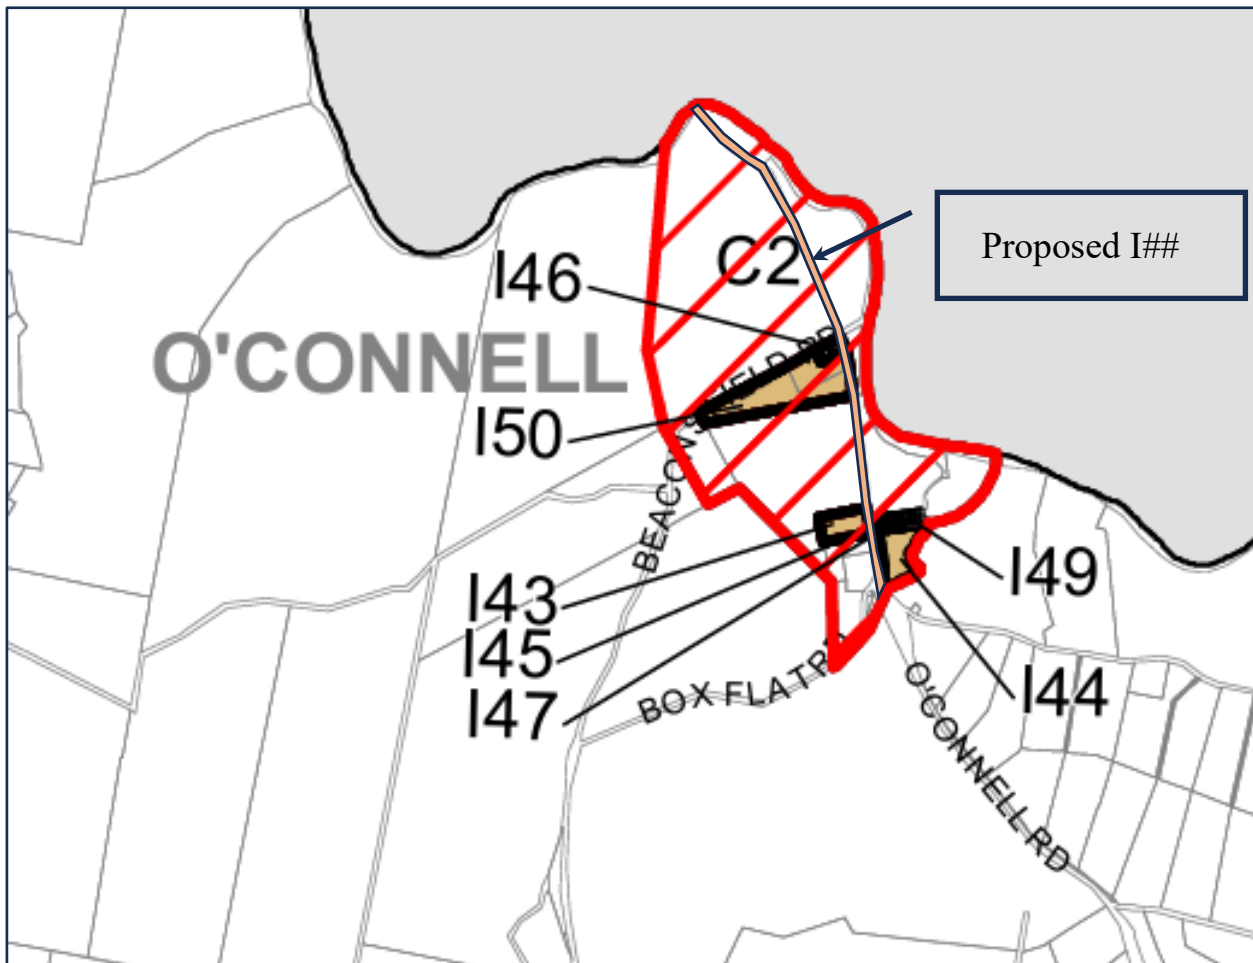 Proposed I##
C2
I46
O'CONNELL
I50
BEACONSFIELD RD
I43
I49
I45
I44
I47
BOX FLAT RD
O'CONNELL RD